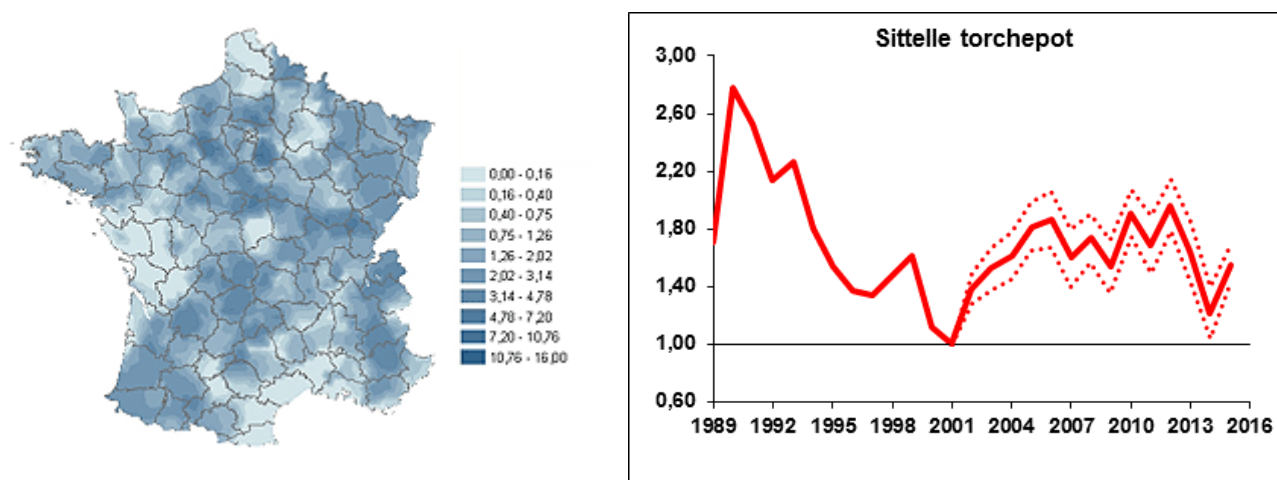 0,00 - 0,16
0,16 - 0,40
0,40 - 0,75
0,75 - 1,26
1,26 - 2,02
2,02 - 3,14
3,14 - 4,78
4,78 - 7,20
7,20 - 10,76
10,76 - 16,00
Sittelle torchepot
3,00
2,60
2,20
1,80
1,40
1,00
0,60
1989 1992 1995 1998 2001 2004 2007 2010 2013 2016